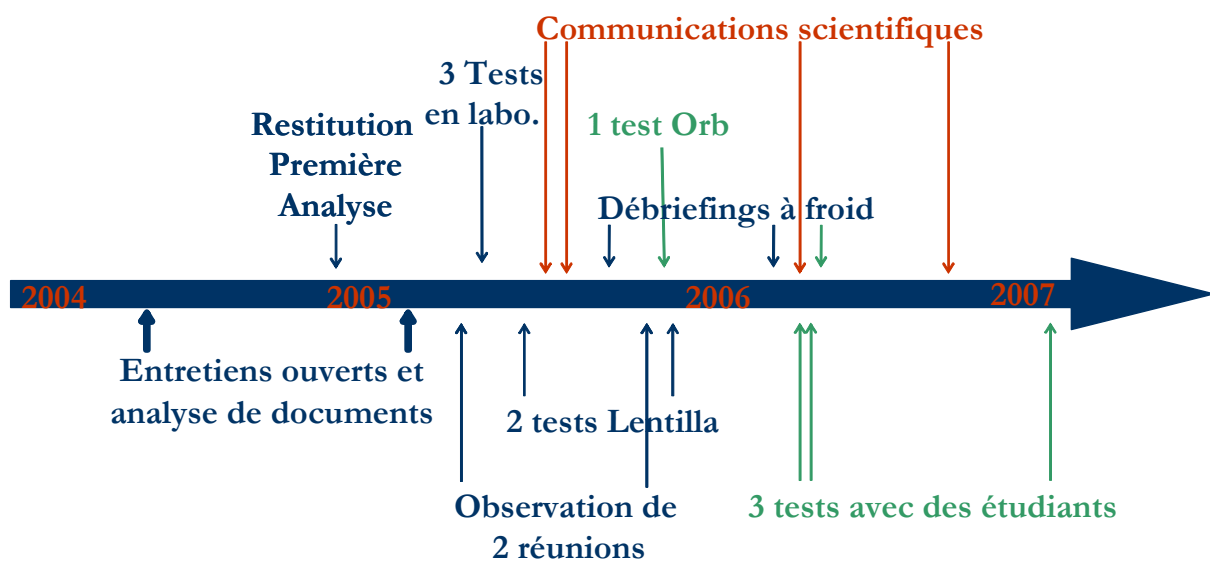 Communications scientifiques
3 Tests
en labo.
Restitution
Première
Analyse
1 test Orb
Débriefings à froid
2004
2005
2006
2007
Entretiens ouverts et
analyse de documents
2 tests Lentilla
Observation de
2 réunions
3 tests avec des étudiants